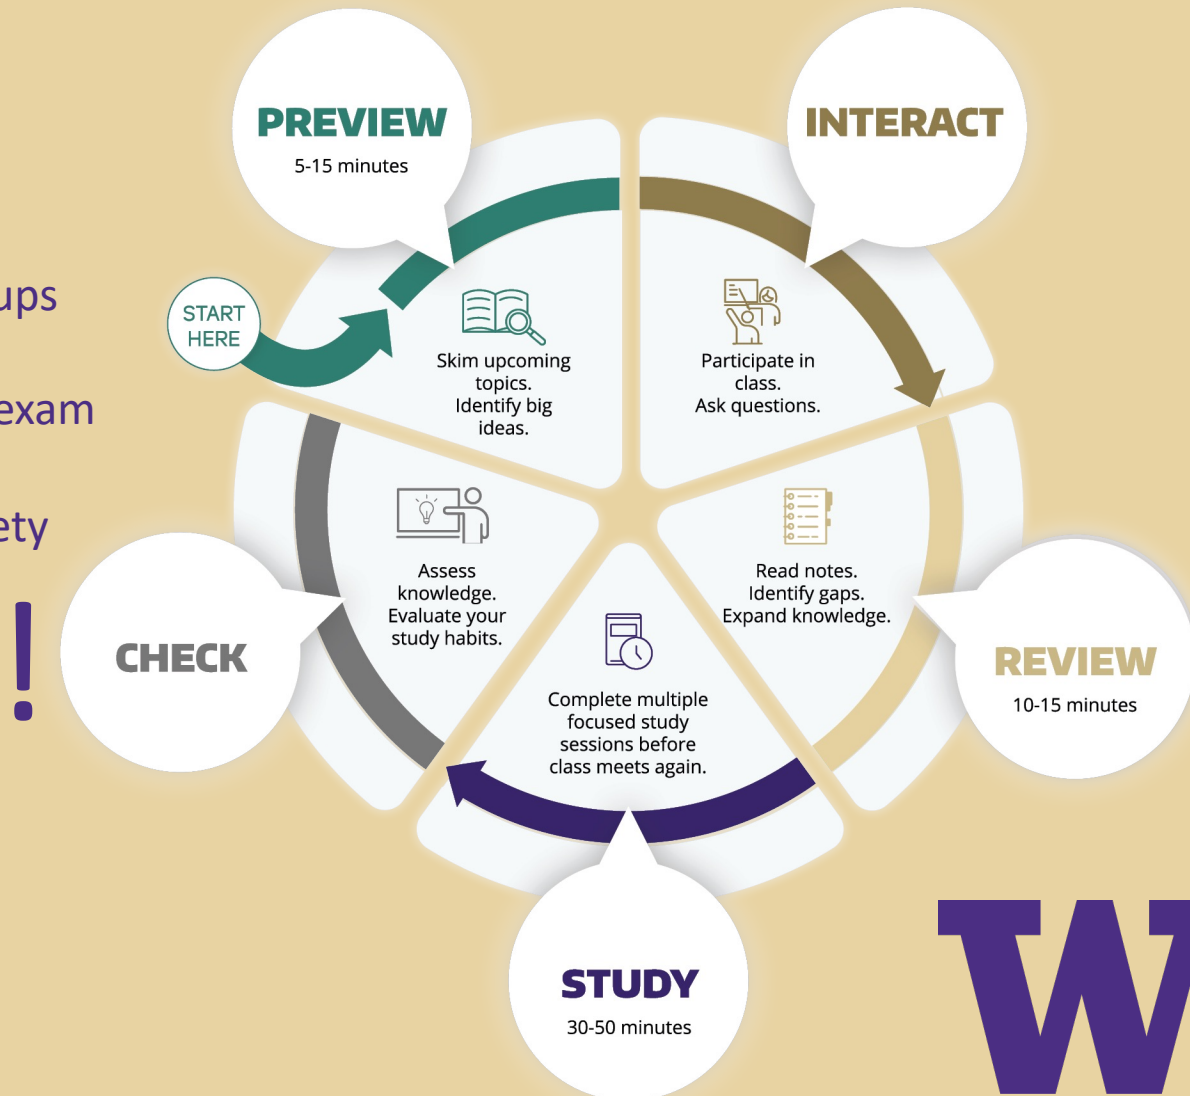 PREVIEW
5-15 minutes
INTERACT
START
HERE
Skim upcoming
topics.
Identify big
ideas.
Participate in
class.
Ask questions.
ups
exam
ety
!
Assess
knowledge.
Evaluate your
study habits.
Read notes.
Identify gaps.
Expand knowledge.
CHECK
REVIEW
10-15 minutes
Complete multiple
focused study
sessions before
class meets again.
STUDY
30-50 minutes
W